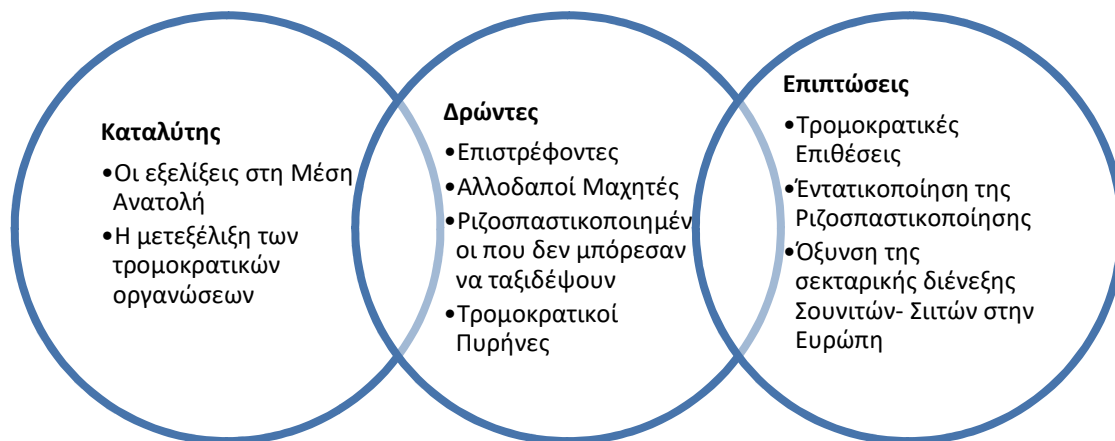 Καταλύτης
•Οι εξελίξεις στη Μέση
Ανατολή
•Η μετεξέλιξη των
τρομοκρατικών
οργανώσεων
Δρώντες
•Επιστρέφοντες
•Αλλοδαποί Μαχητές
•Ριζοσπαστικοποιημέν
οι που δεν μπόρεσαν
να ταξιδέψουν
•Τρομοκρατικοί
Πυρήνες
Επιπτώσεις
•Τρομοκρατικές
Επιθέσεις
•Έντατικοποίηση της
Ριζοσπαστικοποίησης
•Όξυνση της
σεκταρικής διένεξης
Σουνιτών- Σιιτών στην
Ευρώπη